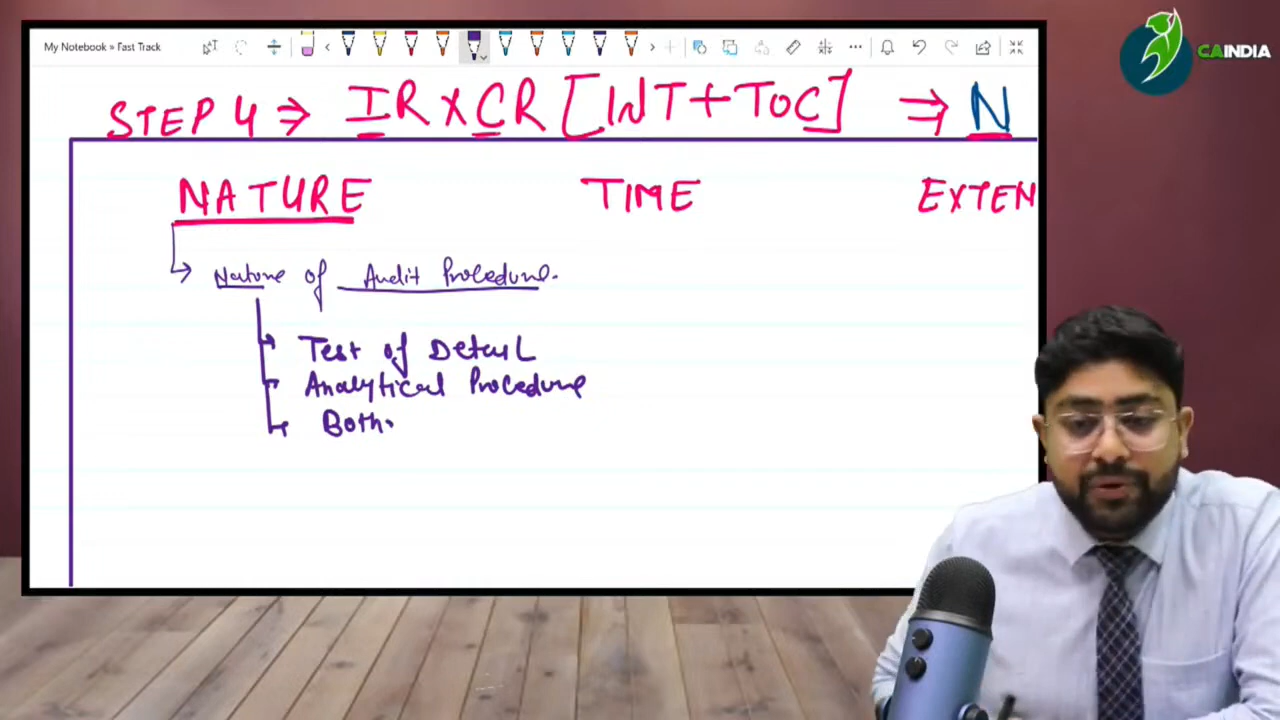 CAINDIA
My Notebook » Fast Track
STEP 4 ⇒ IR X CR [INT + TOC] ⇒ N
NATURE TIME EXTEN
Nature of Audit Procedure.
Test of Detail
Analytical Procedure
Both.